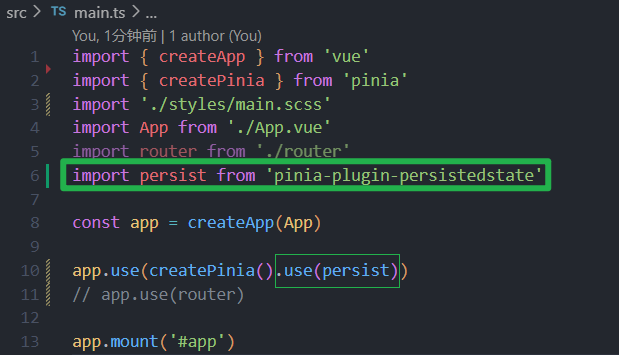 src > TS main.ts > ...
You, 1分钟前 | 1 author (You)
1 import { createApp } from 'vue'
2 import { createPinia } from 'pinia'
3 import './styles/main.scss'
4 import App from './App.vue'
5 import router from './router'
6 import persist from 'pinia-plugin-persistedstate'
7
8 const app = createApp(App)
9
10 app.use(createPinia().use(persist))
11 // app.use(router)
12
13 app.mount('#app')